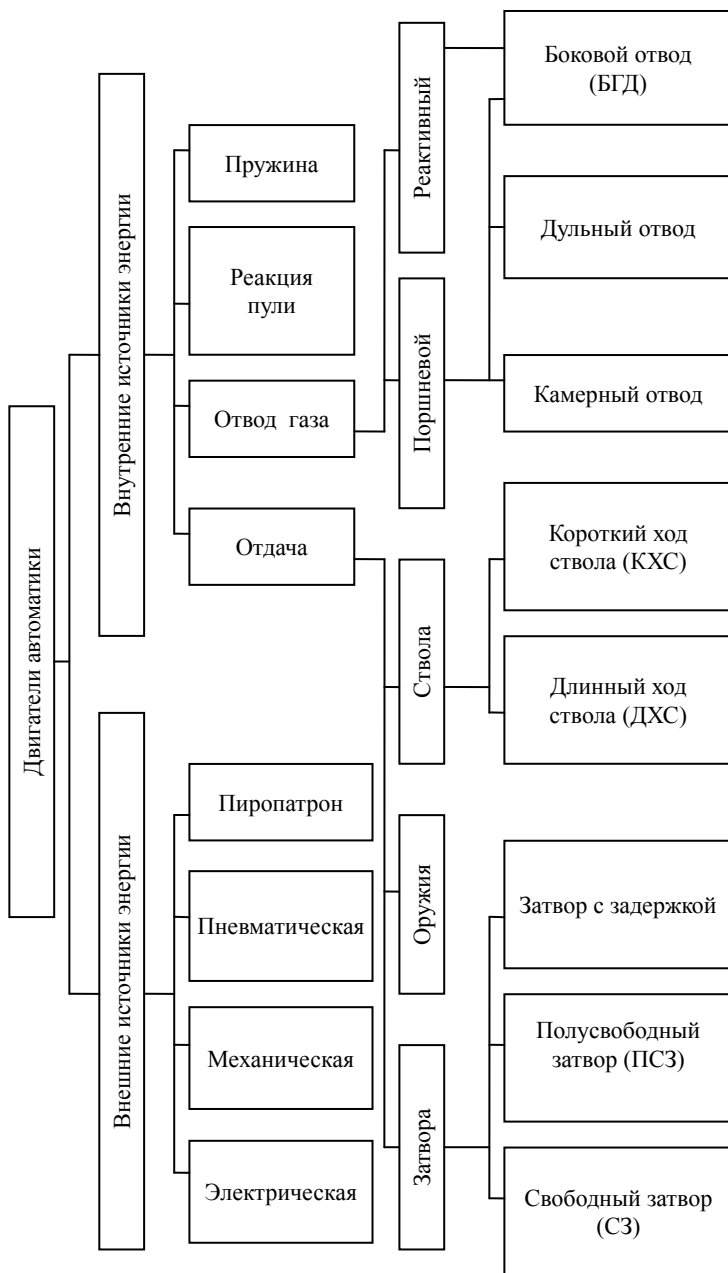 Двигатели автоматики
Внутренние источники энергии
Пружина
Реакция
пули
Отвод газа
Отдача
Реактивный
Поршневой
Боковой отвод
(БГД)
Дульный отвод
Камерный отвод
Ствола
Короткий ход
ствола (КХС)
Длинный ход
ствола (ДХС)
Оружия
Затвора
Затвор с задержкой
Полусвободный
затвор (ПСЗ)
Свободный затвор
(СЗ)
Внешние источники энергии
Пиропатрон
Пневматическая
Механическая
Электрическая